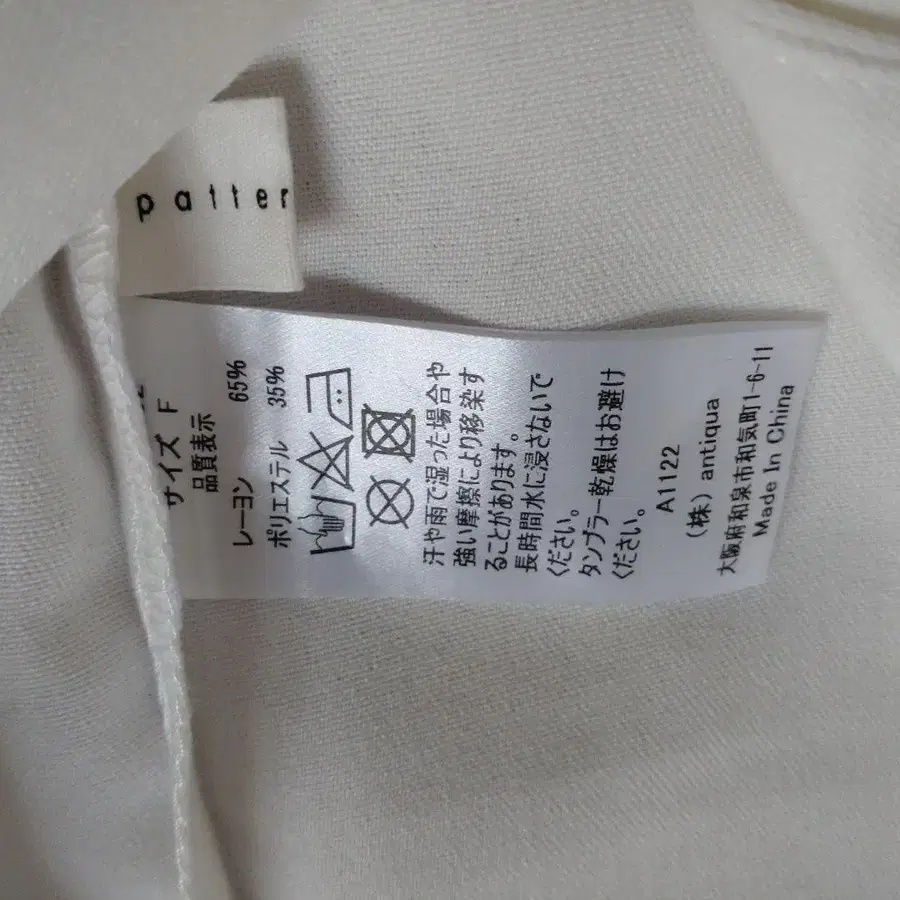 patter
サイズ F
品質表示
レーヨン 65%
ポリエステル 35%
汗や雨で湿った場合や
強い摩擦により移染す
ることがあります。
長時間水に浸さないで
ください。
タンブラー乾燥はお避け
ください。
A1122
(株) antiqua
大阪府和泉市和気町1-6-11
Made In China